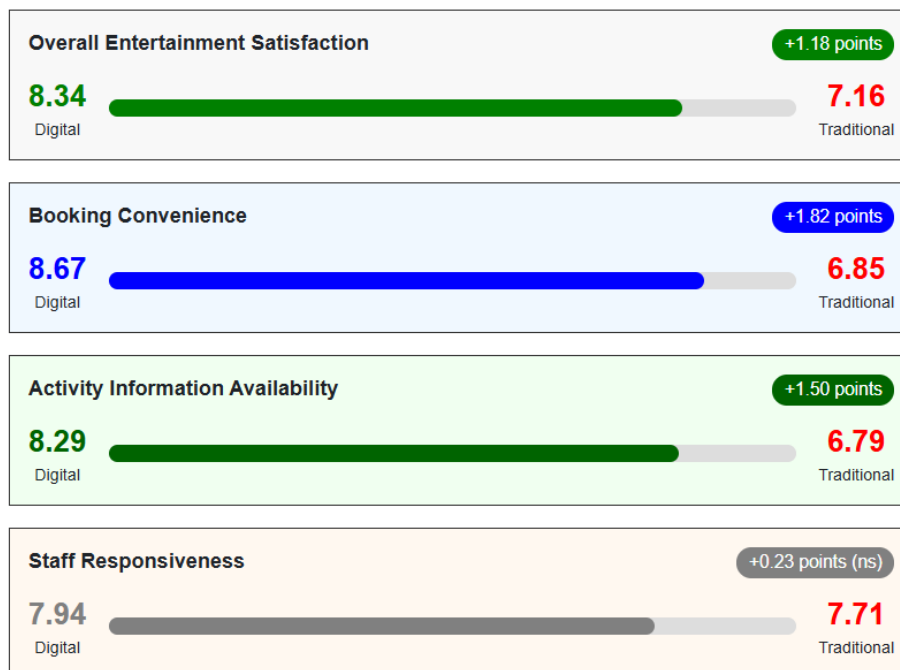 Overall Entertainment Satisfaction
+1.18 points
8.34
7.16
Digital
Traditional
Booking Convenience
+1.82 points
8.67
6.85
Digital
Traditional
Activity Information Availability
+1.50 points
8.29
6.79
Digital
Traditional
Staff Responsiveness
+0.23 points (ns)
7.94
7.71
Digital
Traditional